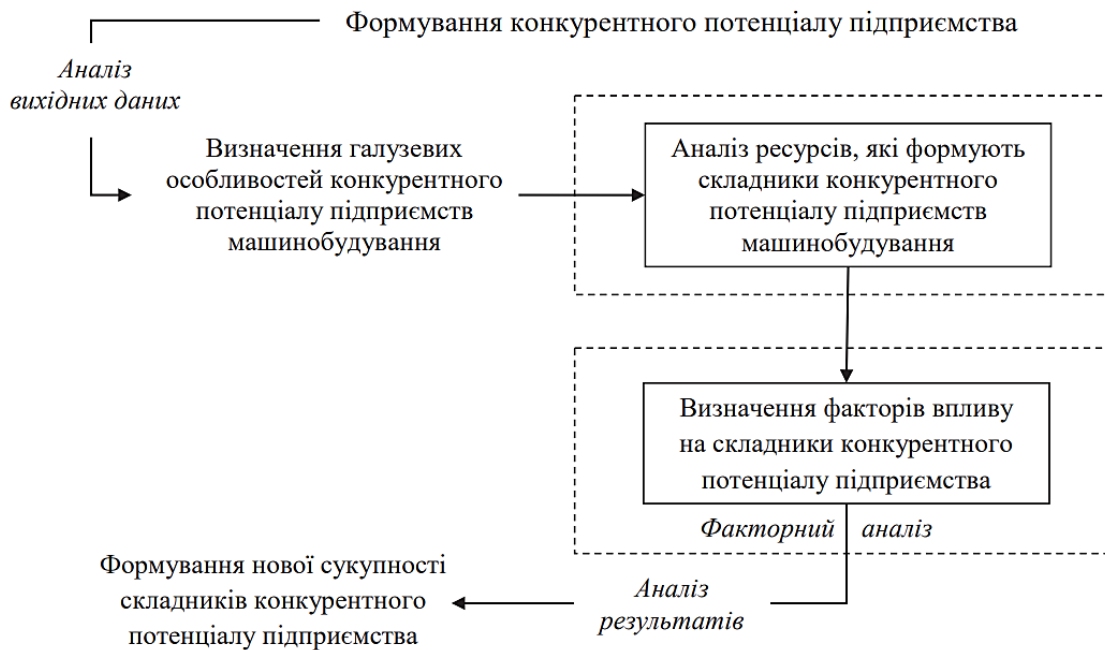 Формування конкурентного потенціалу підприємства
Аналіз
вихідних даних
Визначення галузевих
особливостей конкурентного
потенціалу підприємств
машинобудування
Аналіз ресурсів, які формують
складники конкурентного
потенціалу підприємств
машинобудування
Визначення факторів впливу
на складники конкурентного
потенціалу підприємства
Факторний аналіз
Аналіз
результатів
Формування нової сукупності
складників конкурентного
потенціалу підприємства